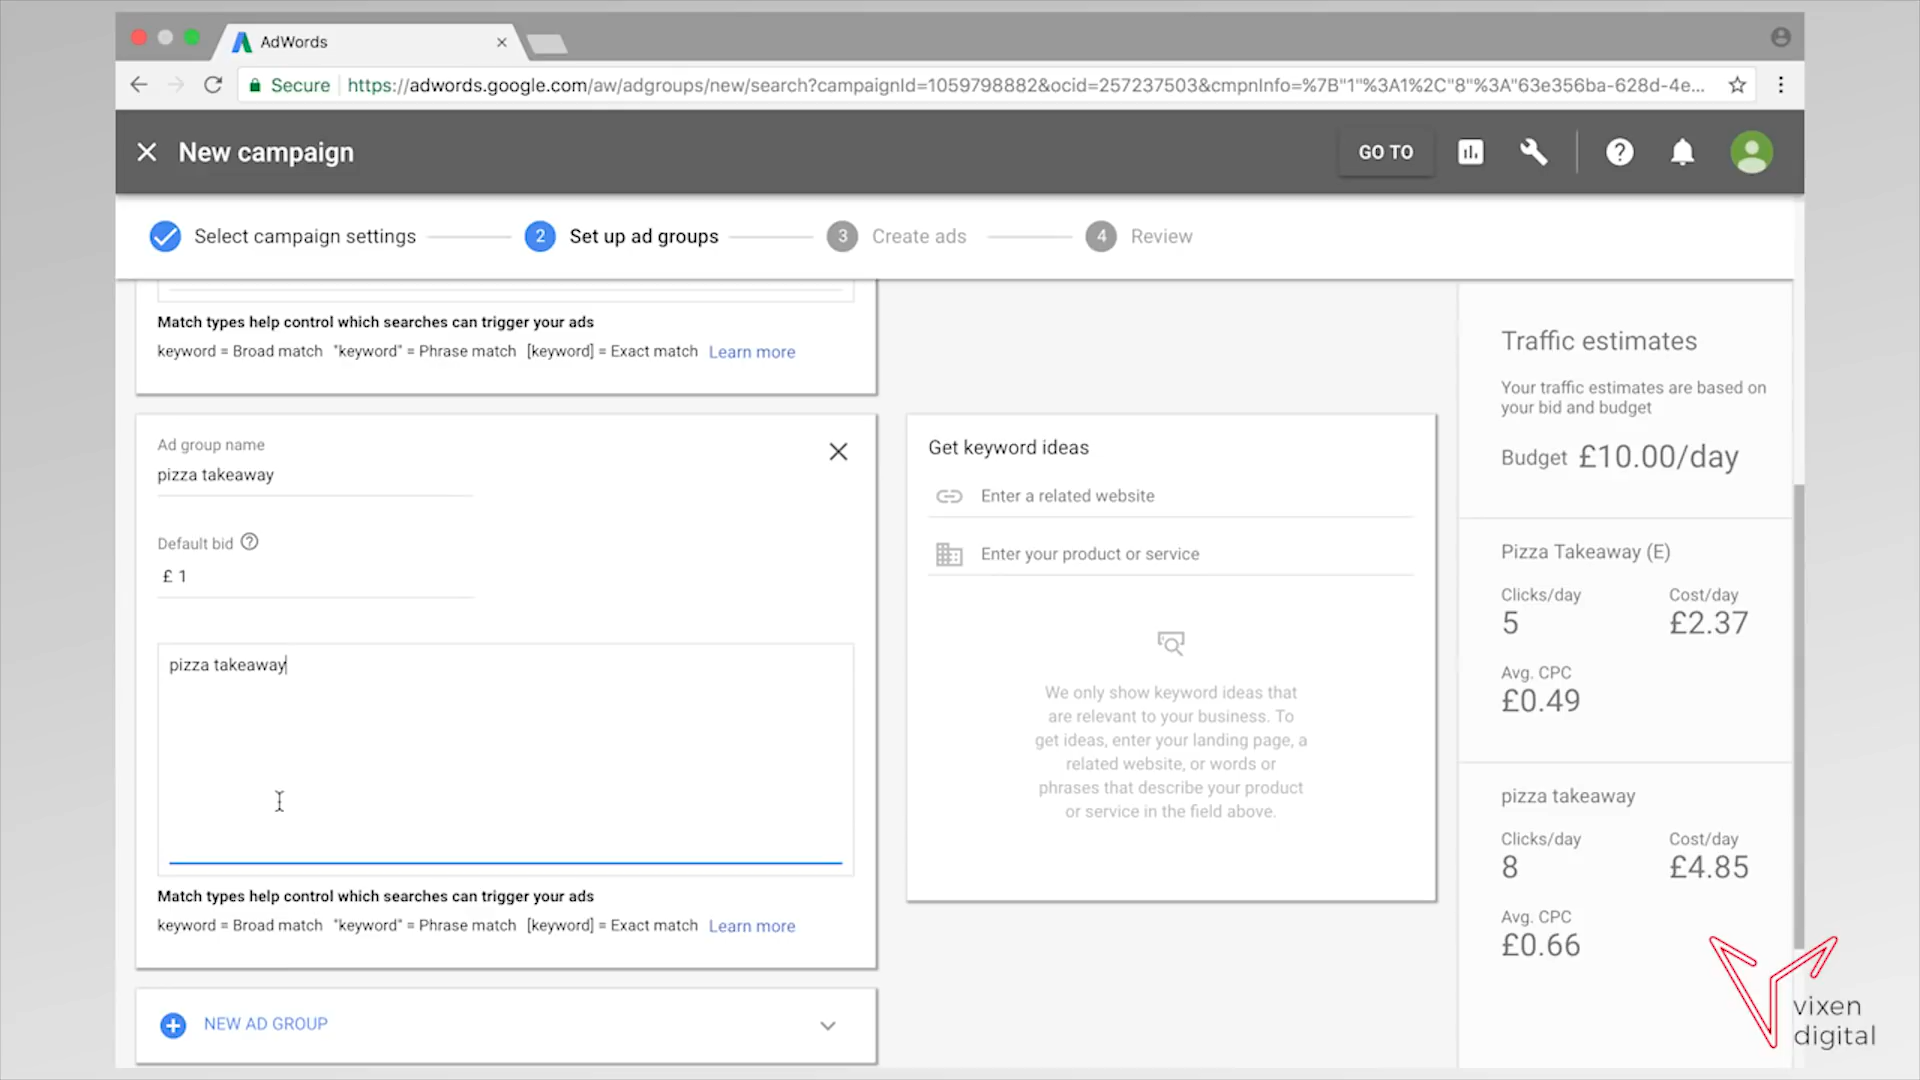 AdWords
Secure
https://adwords.google.com/aw/adgroups/new/search?campaignId=1059798882&ocid=257237503&cmpnInfo=%7B"1"%3A1%2C"8"%3A"63e356ba-628d-4e...
New campaign
GO TO
Select campaign settings
2 Set up ad groups
3 Create ads
4 Review
Match types help control which searches can trigger your ads
keyword = Broad match "keyword" = Phrase match [keyword] = Exact match Learn more
Ad group name
pizza takeaway
Default bid
£ 1
pizza takeaway
Match types help control which searches can trigger your ads
keyword = Broad match "keyword" = Phrase match [keyword] = Exact match Learn more
NEW AD GROUP
Get keyword ideas
Enter a related website
Enter your product or service
We only show keyword ideas that
are relevant to your business. To
get ideas, enter your landing page, a
related website, or words or
phrases that describe your product
or service in the field above.
Traffic estimates
Your traffic estimates are based on
your bid and budget
Budget £10.00/day
Pizza Takeaway (E)
Clicks/day Cost/day
5 £2.37
Avg. CPC
£0.49
pizza takeaway
Clicks/day Cost/day
8 £4.85
Avg. CPC
£0.66
vixen
digital